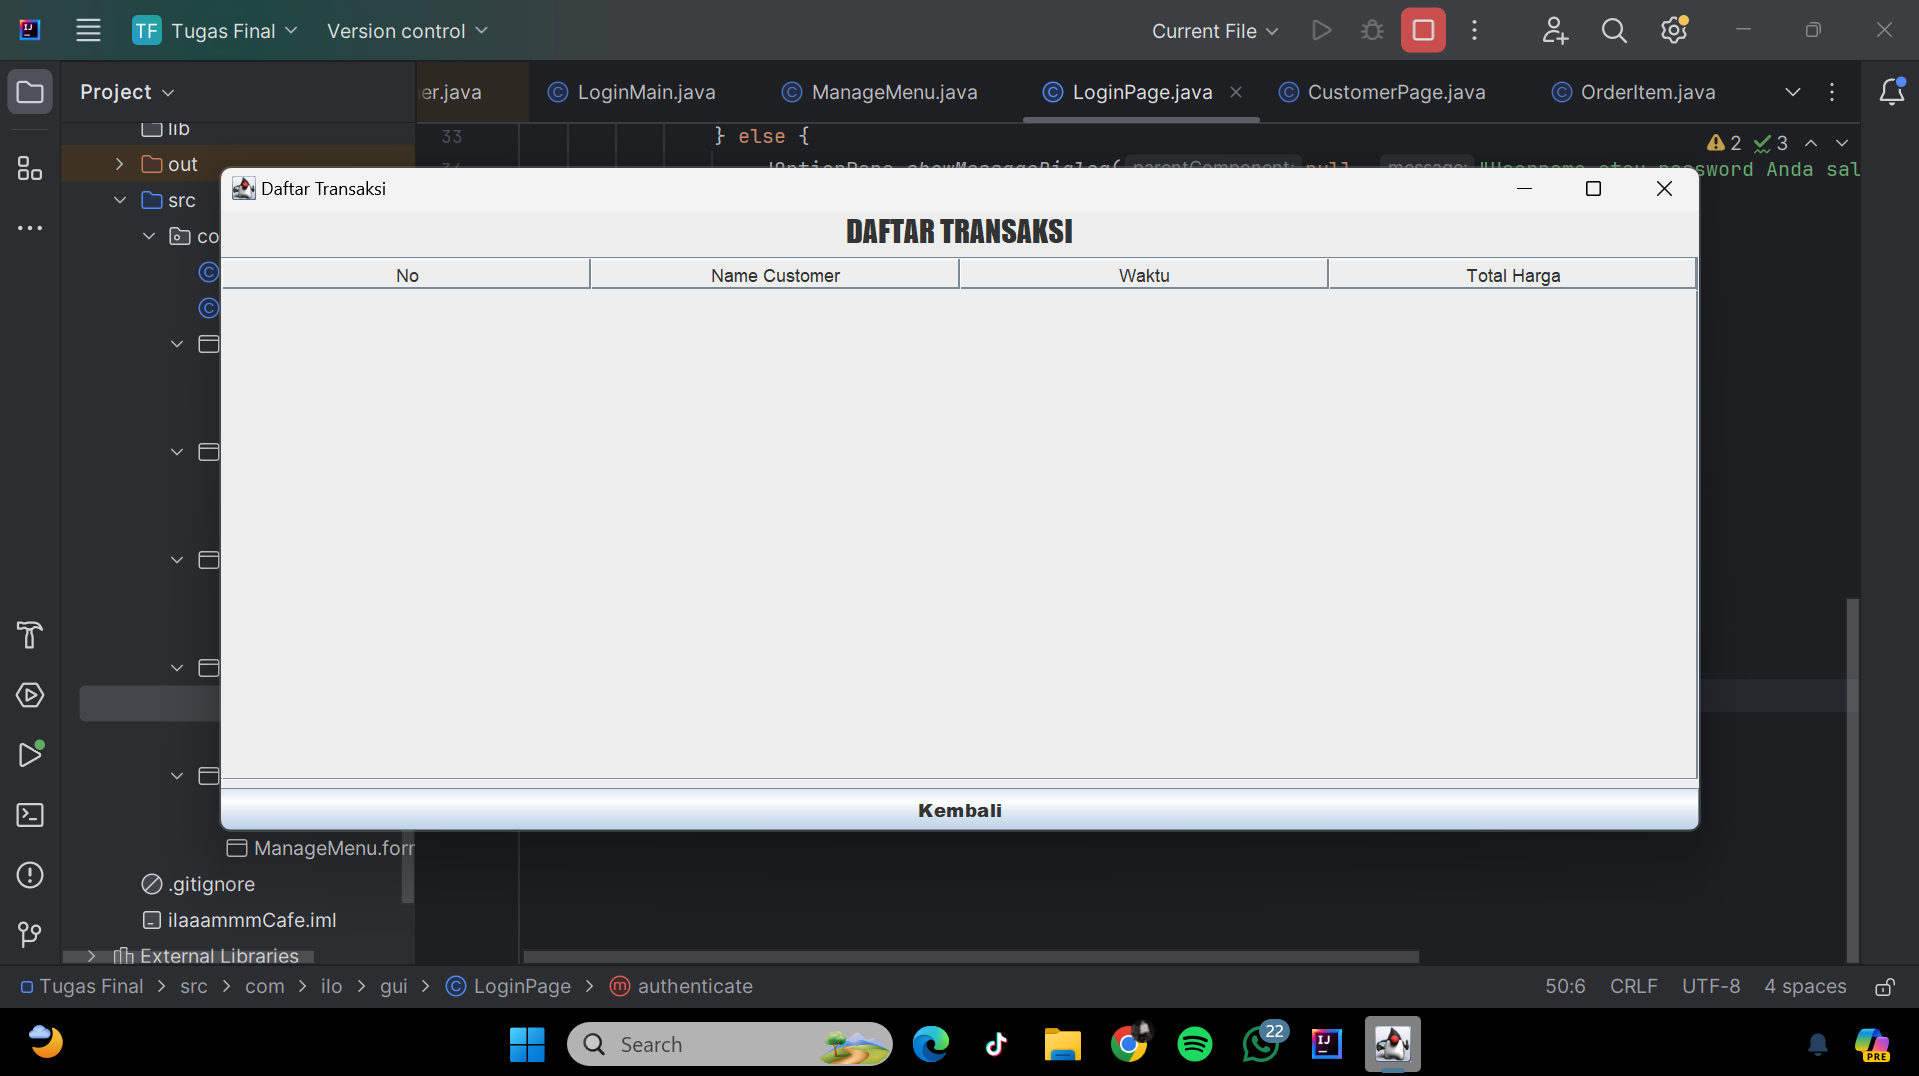 TF Tugas Final Version control Current File
Project er.java LoginMain.java ManageMenu.java LoginPage.java CustomerPage.java OrderItem.java
lib 33 } else { 2 3
out sword Anda sal
Daftar Transaksi
src
DAFTAR TRANSAKSI
co
No Name Customer Waktu Total Harga
Kembali
ManageMenu.for
.gitignore
ilaaammmCafe.iml
External Libraries
Tugas Final > src > com > ilo > gui > LoginPage > authenticate 50:6 CRLF UTF-8 4 spaces
Search 22 PRE